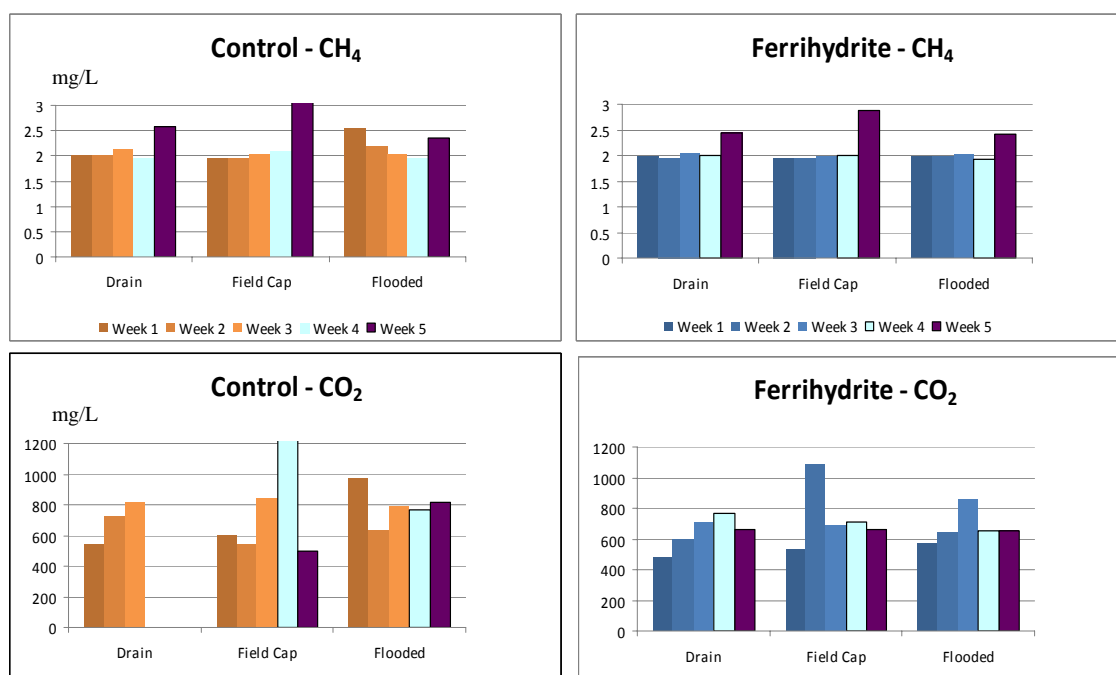 Control - CH₄
mg/L
3
2.5
2
1.5
1
0.5
0
Drain Field Cap Flooded
Week 1 Week 2 Week 3 Week 4 Week 5
Ferrihydrite - CH₄
3
2.5
2
1.5
1
0.5
0
Drain Field Cap Flooded
Week 1 Week 2 Week 3 Week 4 Week 5
Control - CO₂
mg/L
1200
1000
800
600
400
200
0
Drain Field Cap Flooded
Ferrihydrite - CO₂
1200
1000
800
600
400
200
0
Drain Field Cap Flooded